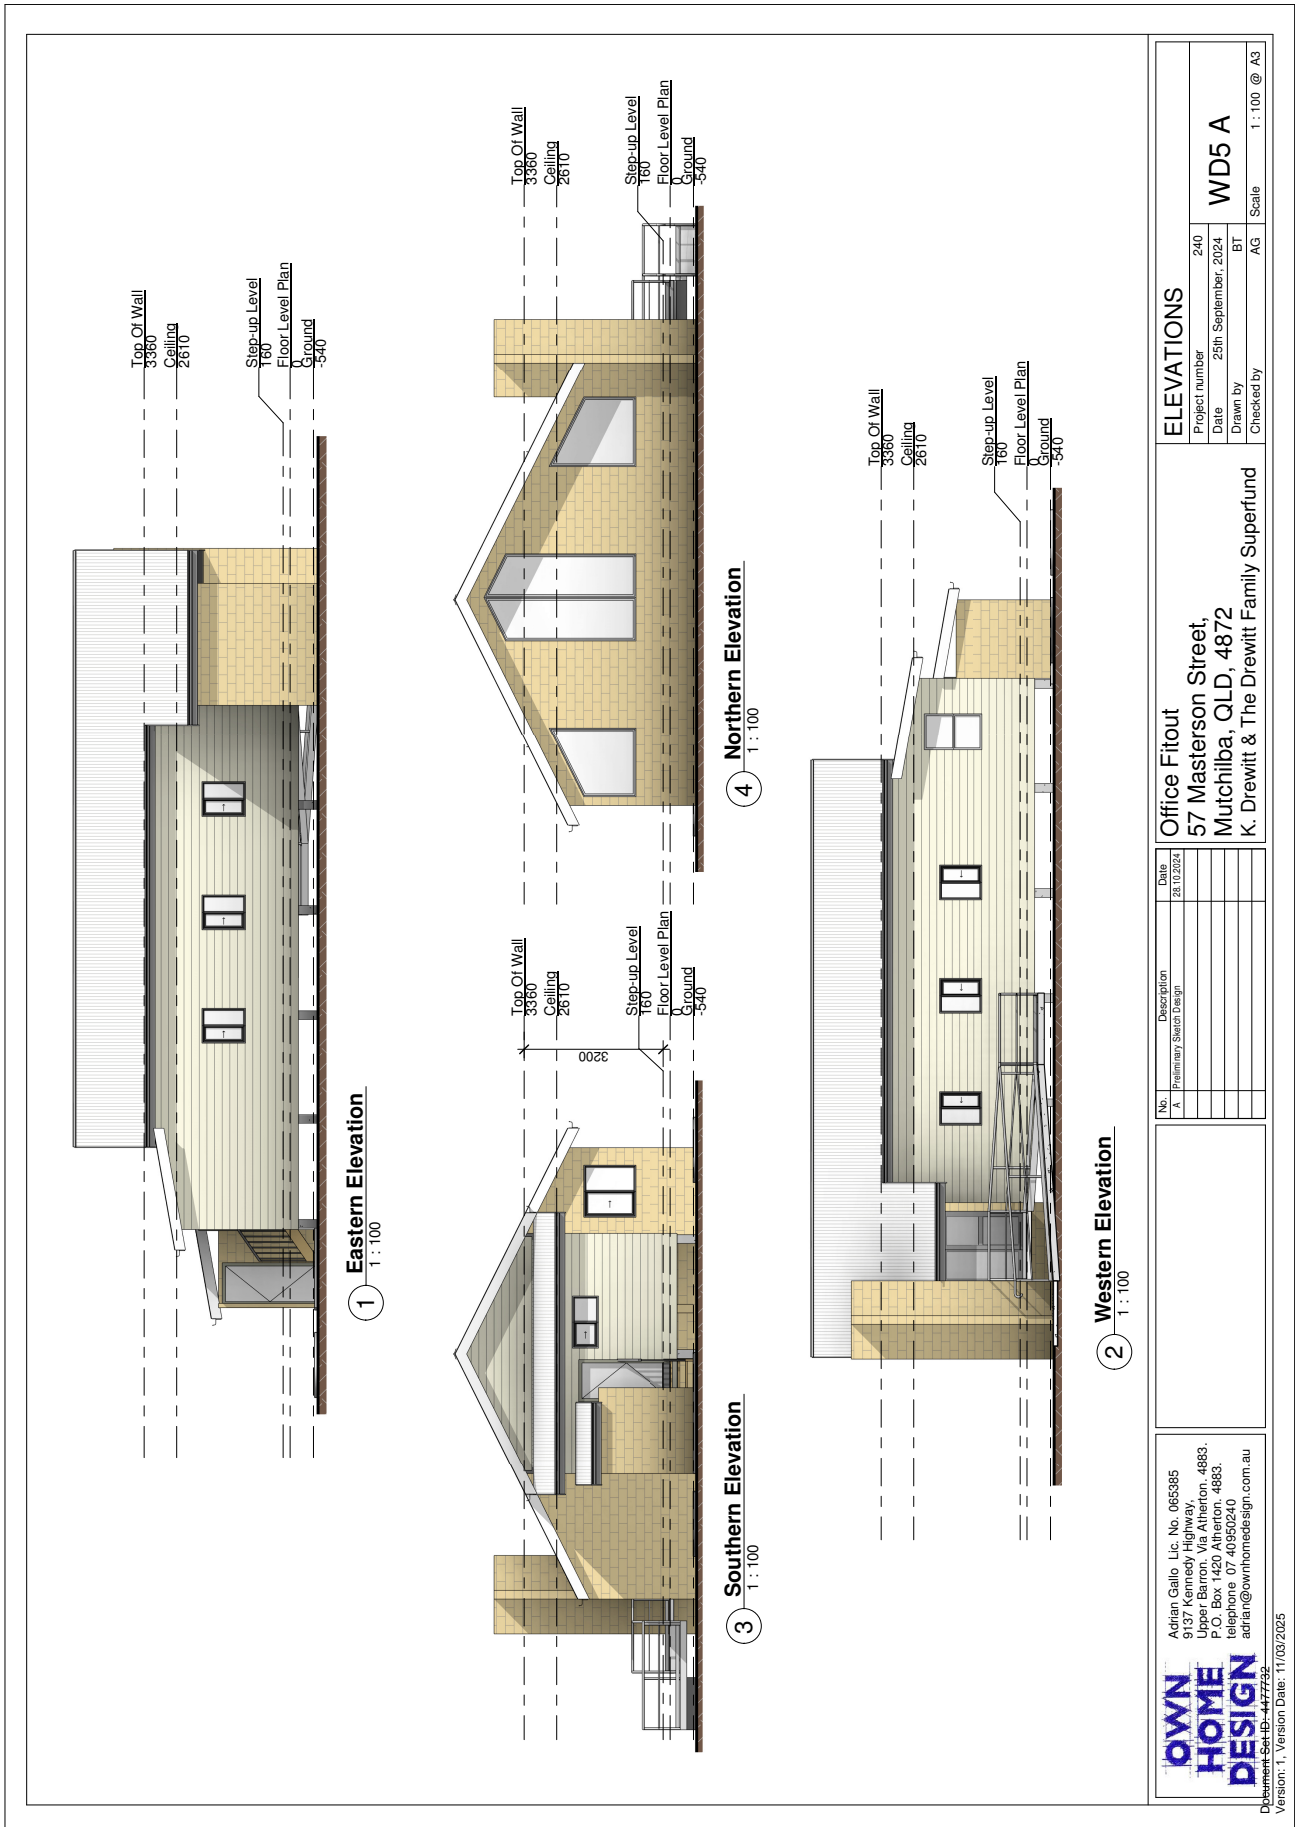 Top Of Wall
3360
Ceiling
2610
Step-up Level
160
Floor Level Plan
0
Ground
-540
1
Eastern Elevation
1 : 100
Top Of Wall
3360
Ceiling
2610
Step-up Level
160
Floor Level Plan
0
Ground
-540
3200
3
Southern Elevation
1 : 100
Top Of Wall
3360
Ceiling
2610
Step-up Level
160
Floor Level Plan
0
Ground
-540
4
Northern Elevation
1 : 100
Top Of Wall
3360
Ceiling
2610
Step-up Level
160
Floor Level Plan
0
Ground
-540
2
Western Elevation
1 : 100
OWN
HOME
DESIGN
Adrian Gallo Lic. No. 065385
9137 Kennedy Highway,
Upper Barron. Via Atherton. 4883.
P.O. Box 1420 Atherton. 4883.
telephone 07 40950240
adrian@ownhomedesign.com.au
No. Description Date
A Preliminary Sketch Design 28.10.2024
Office Fitout
57 Masterson Street,
Mutchilba, QLD, 4872
K. Drewitt & The Drewitt Family Superfund
ELEVATIONS
Project number 240
Date 25th September, 2024
Drawn by BT
Checked by AG
WD5 A
Scale 1 : 100 @ A3
Document Set ID: 4477732
Version: 1, Version Date: 11/03/2025